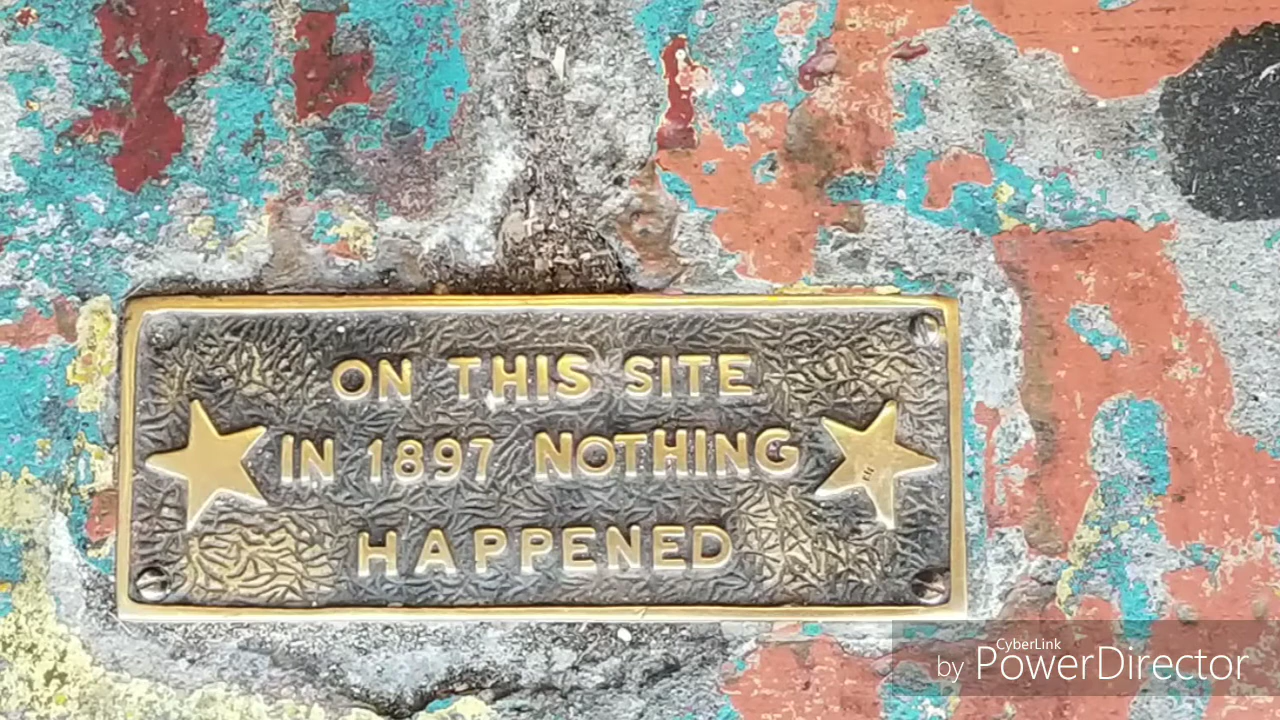 ON THIS SITE
IN 1897 NOTHING
HAPPENED
CyberLink
by PowerDirector